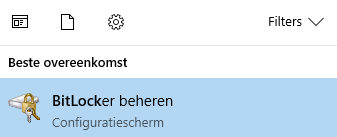 Filters
Beste overeenkomst
BitLocker beheren
Configuratiescherm